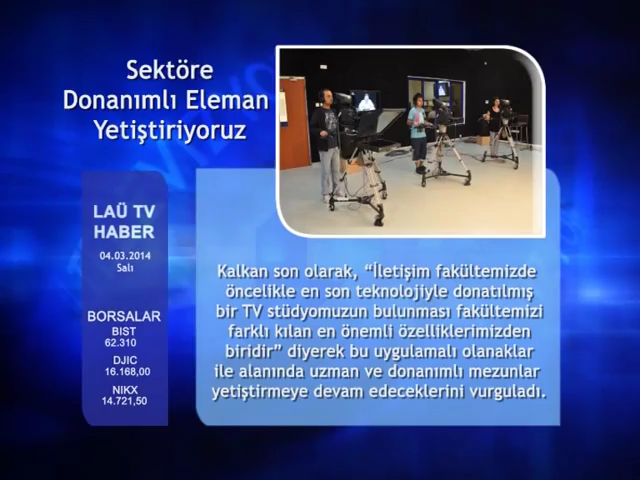 Sektöre
Donanımlı Eleman
Yetiştiriyoruz
LAÜ TV
HABER
04.03.2014
Salı
BORSALAR
BIST
62.310
DJIC
16.168,00
NIKX
14.721,50
Kalkan son olarak, “İletişim fakültemizde
öncelikle en son teknolojiyle donatılmış
bir TV stüdyomuzun bulunması fakültemizi
farklı kılan en önemli özelliklerimizden
biridir” diyerek bu uygulamalı olanaklar
ile alanında uzman ve donanımlı mezunlar
yetiştirmeye devam edeceklerini vurguladı.